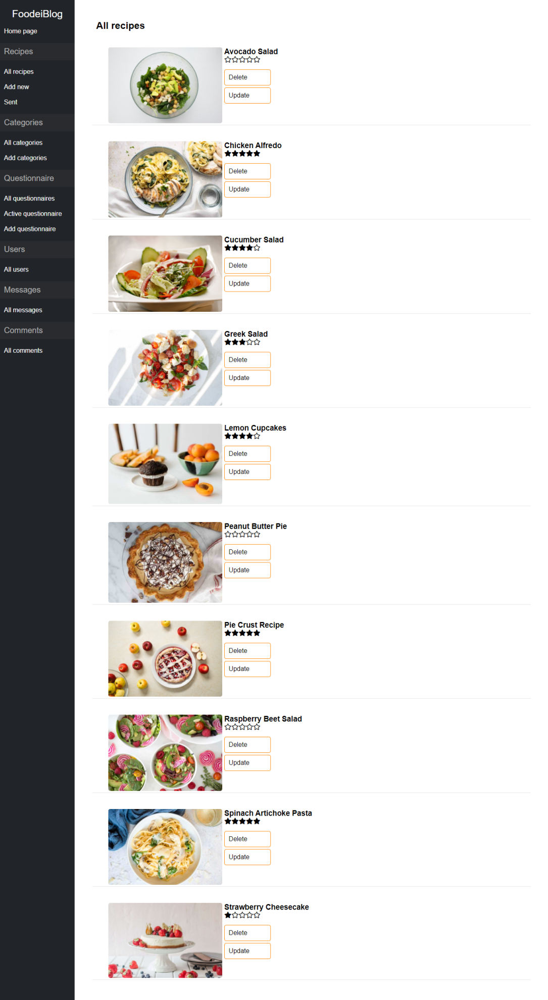 FoodeiBlog
Home page
Recipes
All recipes
Add new
Sent
Categories
All categories
Add categories
Questionnaire
All questionnaires
Active questionnaire
Add questionnaire
Users
All users
Messages
All messages
Comments
All comments
All recipes
Avocado Salad
Delete
Update
Chicken Alfredo
Delete
Update
Cucumber Salad
Delete
Update
Greek Salad
Delete
Update
Lemon Cupcakes
Delete
Update
Peanut Butter Pie
Delete
Update
Pie Crust Recipe
Delete
Update
Raspberry Beet Salad
Delete
Update
Spinach Artichoke Pasta
Delete
Update
Strawberry Cheesecake
Delete
Update